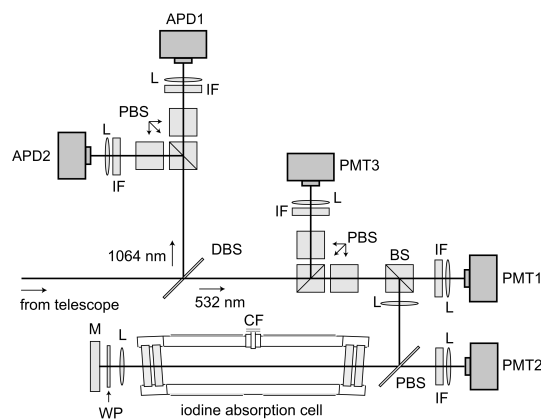 APD1
L
IF
PBS
L
APD2
IF
PMT3
L
IF
1064 nm
DBS
PBS
BS
IF
PMT1
from telescope
532 nm
L
L
CF
M
L
L
PMT2
PBS
IF
WP
iodine absorption cell